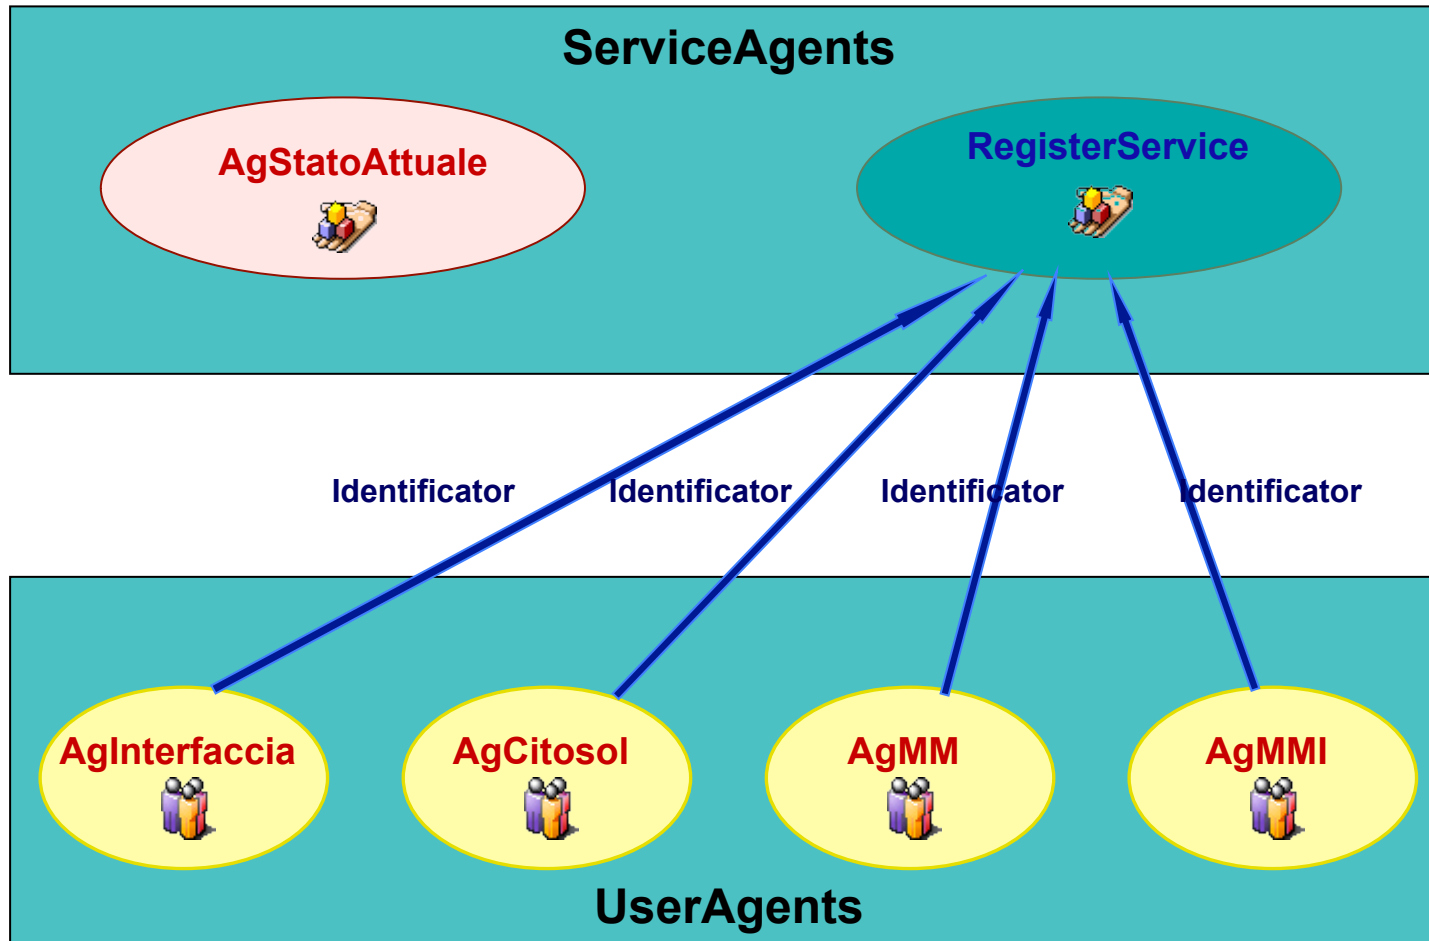 ServiceAgents
AgStatoAttuale
RegisterService
Identificator
Identificator
Identificator
Identificator
AgInterfaccia
AgCitosol
AgMM
AgMMI
UserAgents